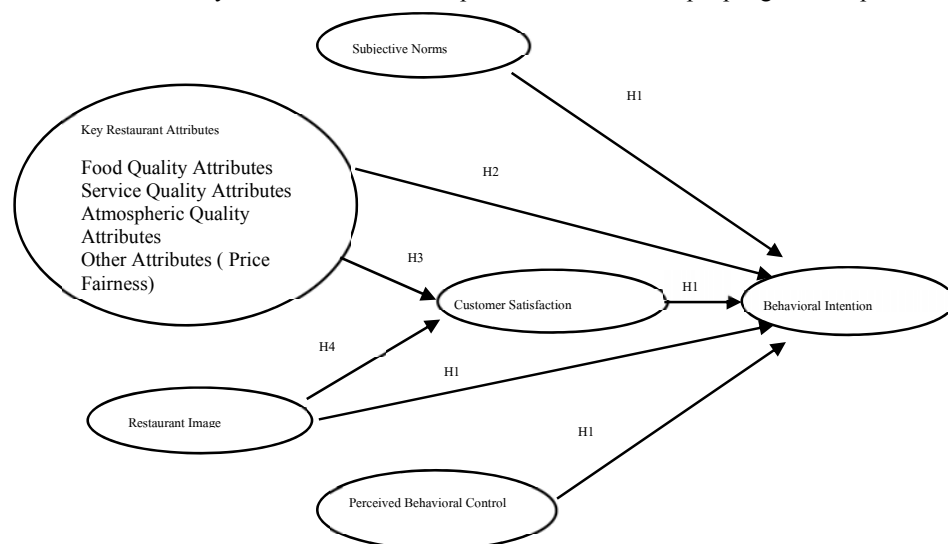 Subjective Norms
H1
Key Restaurant Attributes
Food Quality Attributes
Service Quality Attributes
Atmospheric Quality
Attributes
Other Attributes ( Price
Fairness)
H2
H3
Customer Satisfaction
H1
Behavioral Intention
H4
H1
Restaurant Image
H1
Perceived Behavioral Control